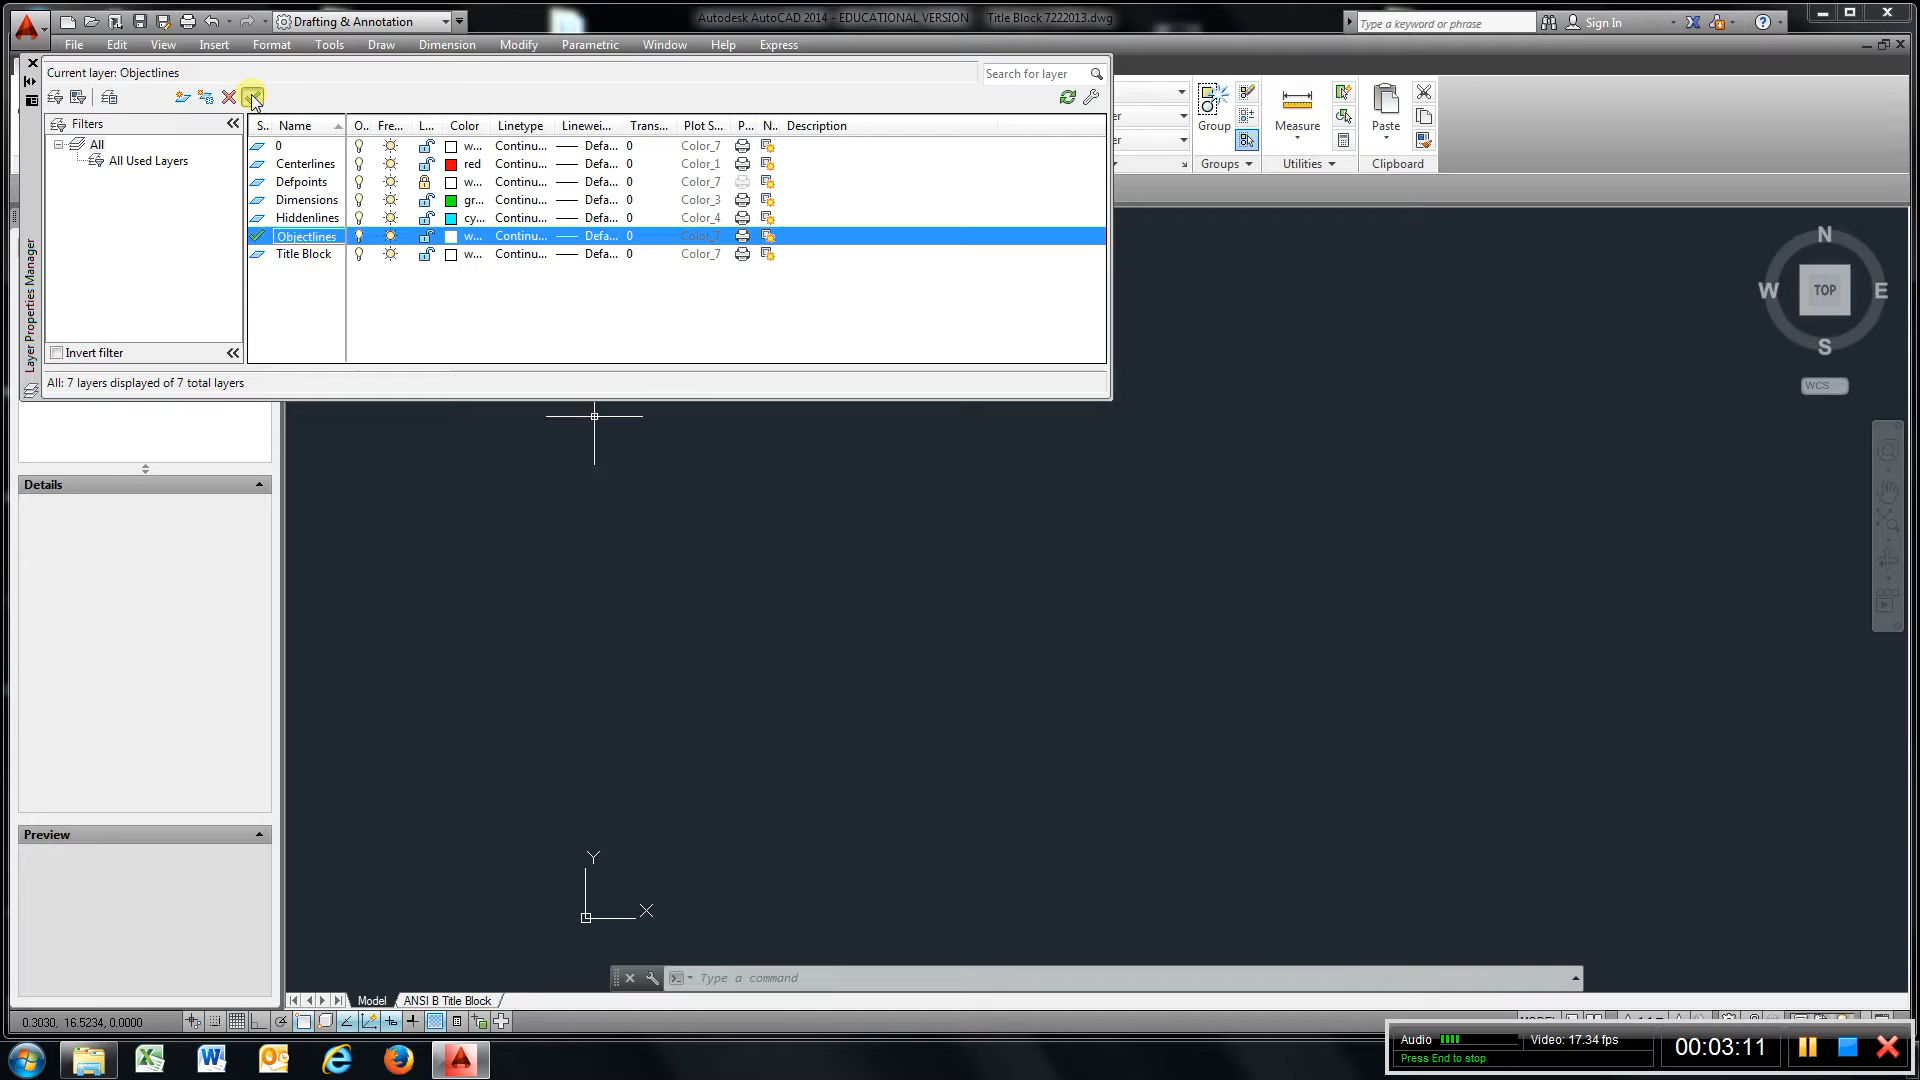 Drafting & Annotation
Autodesk AutoCAD 2014 - EDUCATIONAL VERSION Title Block 7222013.dwg
Type a keyword or phrase
Sign In
File Edit View Insert Format Tools Draw Dimension Modify Parametric Window Help Express
Current layer: Objectlines
Search for layer
Filters
All
All Used Layers
Invert filter
S.. Name O.. Fre... L... Color Linetype Linewei... Trans... Plot S... P... N.. Description
0 w... Continu... Defa... 0 Color_7
Centerlines red Continu... Defa... 0 Color_1
Defpoints w... Continu... Defa... 0 Color_7
Dimensions gr... Continu... Defa... 0 Color_3
Hiddenlines cy... Continu... Defa... 0 Color_4
Objectlines w... Continu... Defa... 0 Color_7
Title Block w... Continu... Defa... 0 Color_7
All: 7 layers displayed of 7 total layers
Layer Properties Manager
Group Measure Paste
Groups Utilities Clipboard
N
W TOP E
S
WCS
Details
Preview
Y
X
Type a command
Model ANSI B Title Block
0.3030, 16.5234, 0.0000
Audio Video: 17.34 fps
Press End to stop
00:03:11